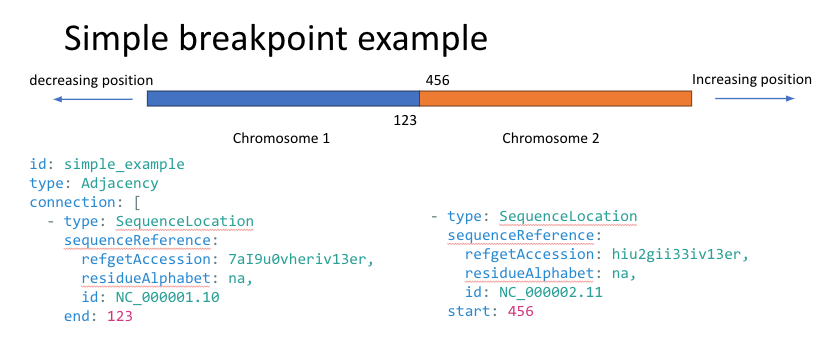 Simple breakpoint example
decreasing position
456
Increasing position
123
Chromosome 1
Chromosome 2
id: simple_example
type: Adjacency
connection: [
- type: SequenceLocation
sequenceReference:
refgetAccession: 7aI9u0vheriv13er,
residueAlphabet: na,
id: NC_000001.10
end: 123
- type: SequenceLocation
sequenceReference:
refgetAccession: hiu2gii33iv13er,
residueAlphabet: na,
id: NC_000002.11
start: 456